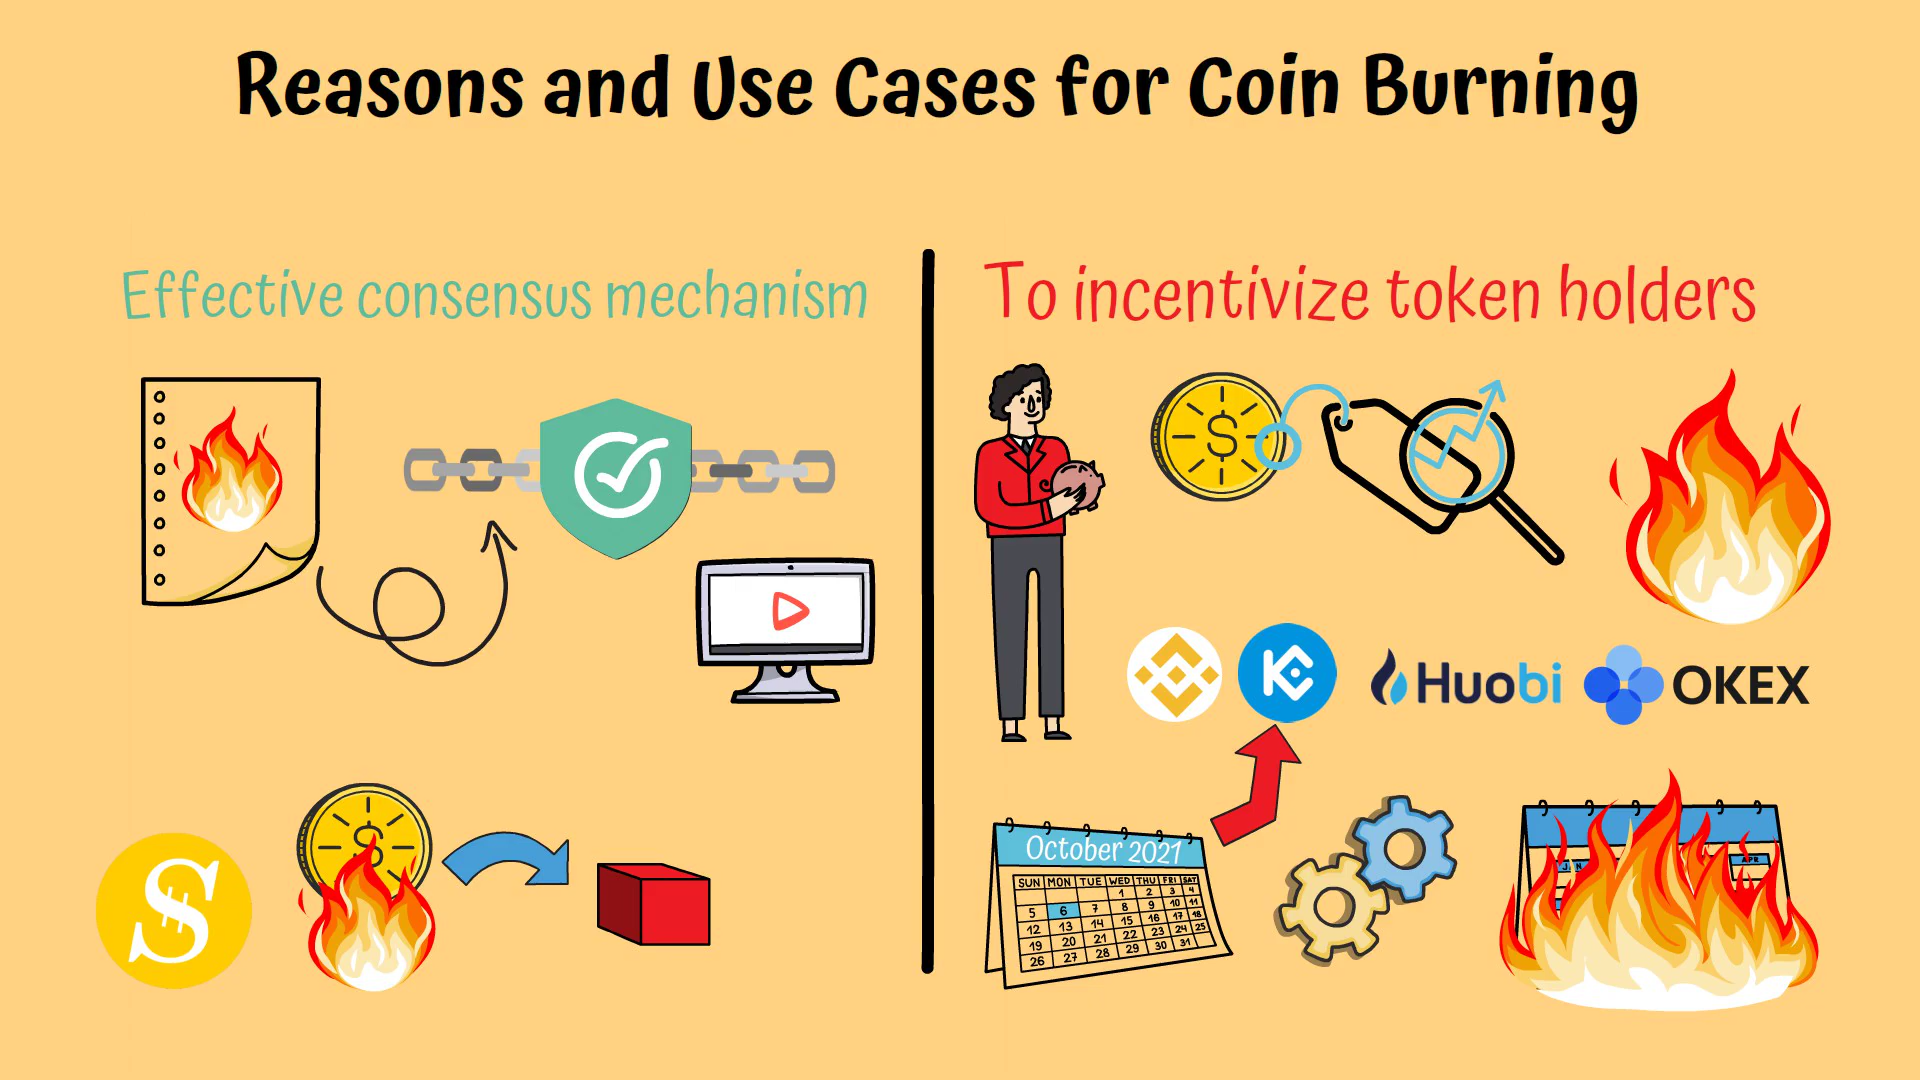 Reasons and Use Cases for Coin Burning
Effective consensus mechanism
To incentivize token holders
$
Huobi
OKEX
S
$
October 2021
SUN MON TUE WED THU FRI SAT
1 2 3 4
5 6 7 8 9 10 11
12 13 14 15 16 17 18
19 20 21 22 23 24 25
26 27 28 29 30 31
JAN
APR